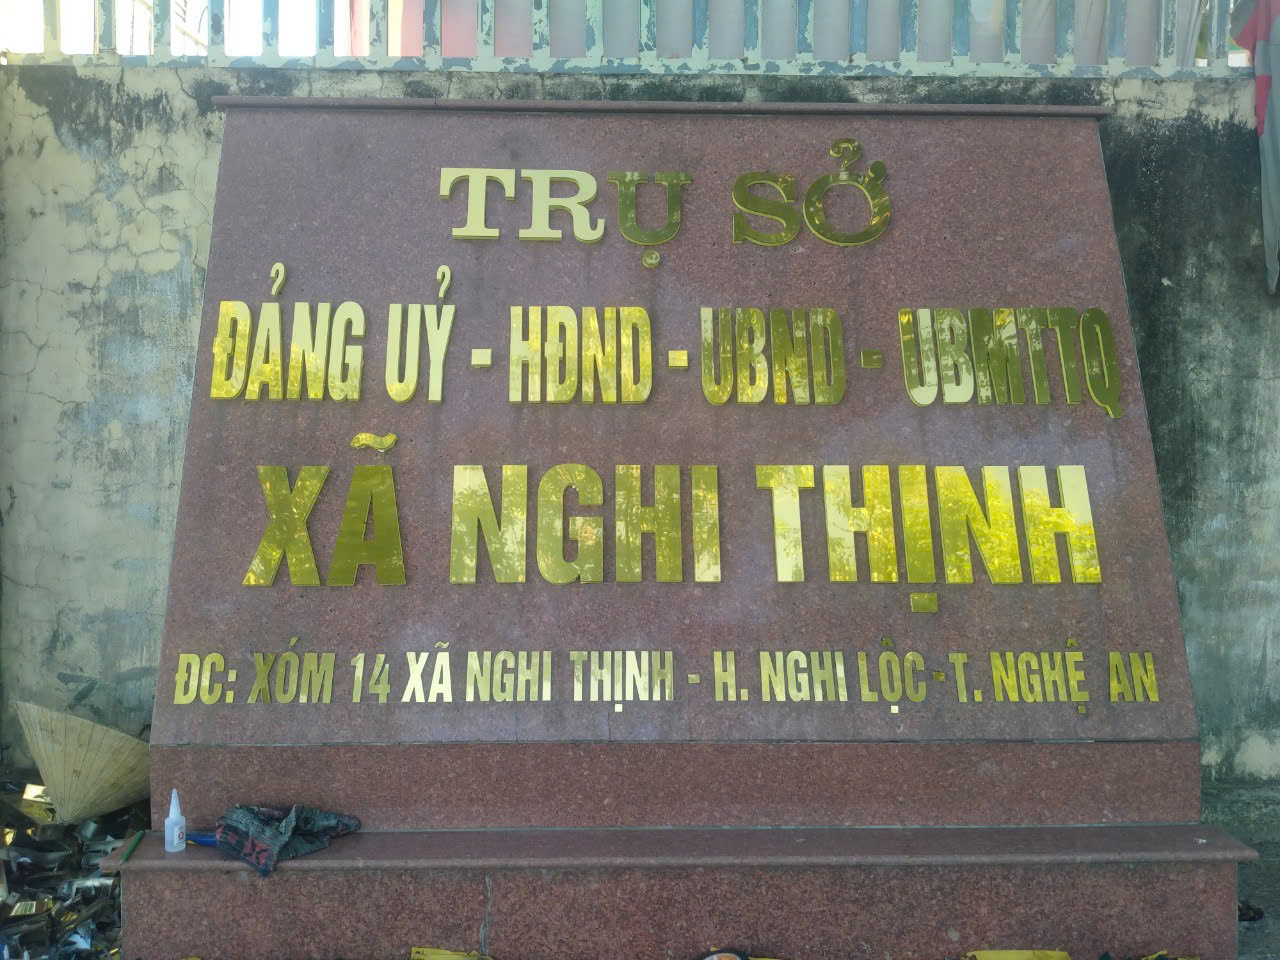 TRỤ SỞ
ĐẢNG UỶ - HĐND - UBND - UBMTTQ
XÃ NGHI THỊNH
ĐC: XÓM 14 XÃ NGHI THỊNH - H. NGHI LỘC - T. NGHỆ AN